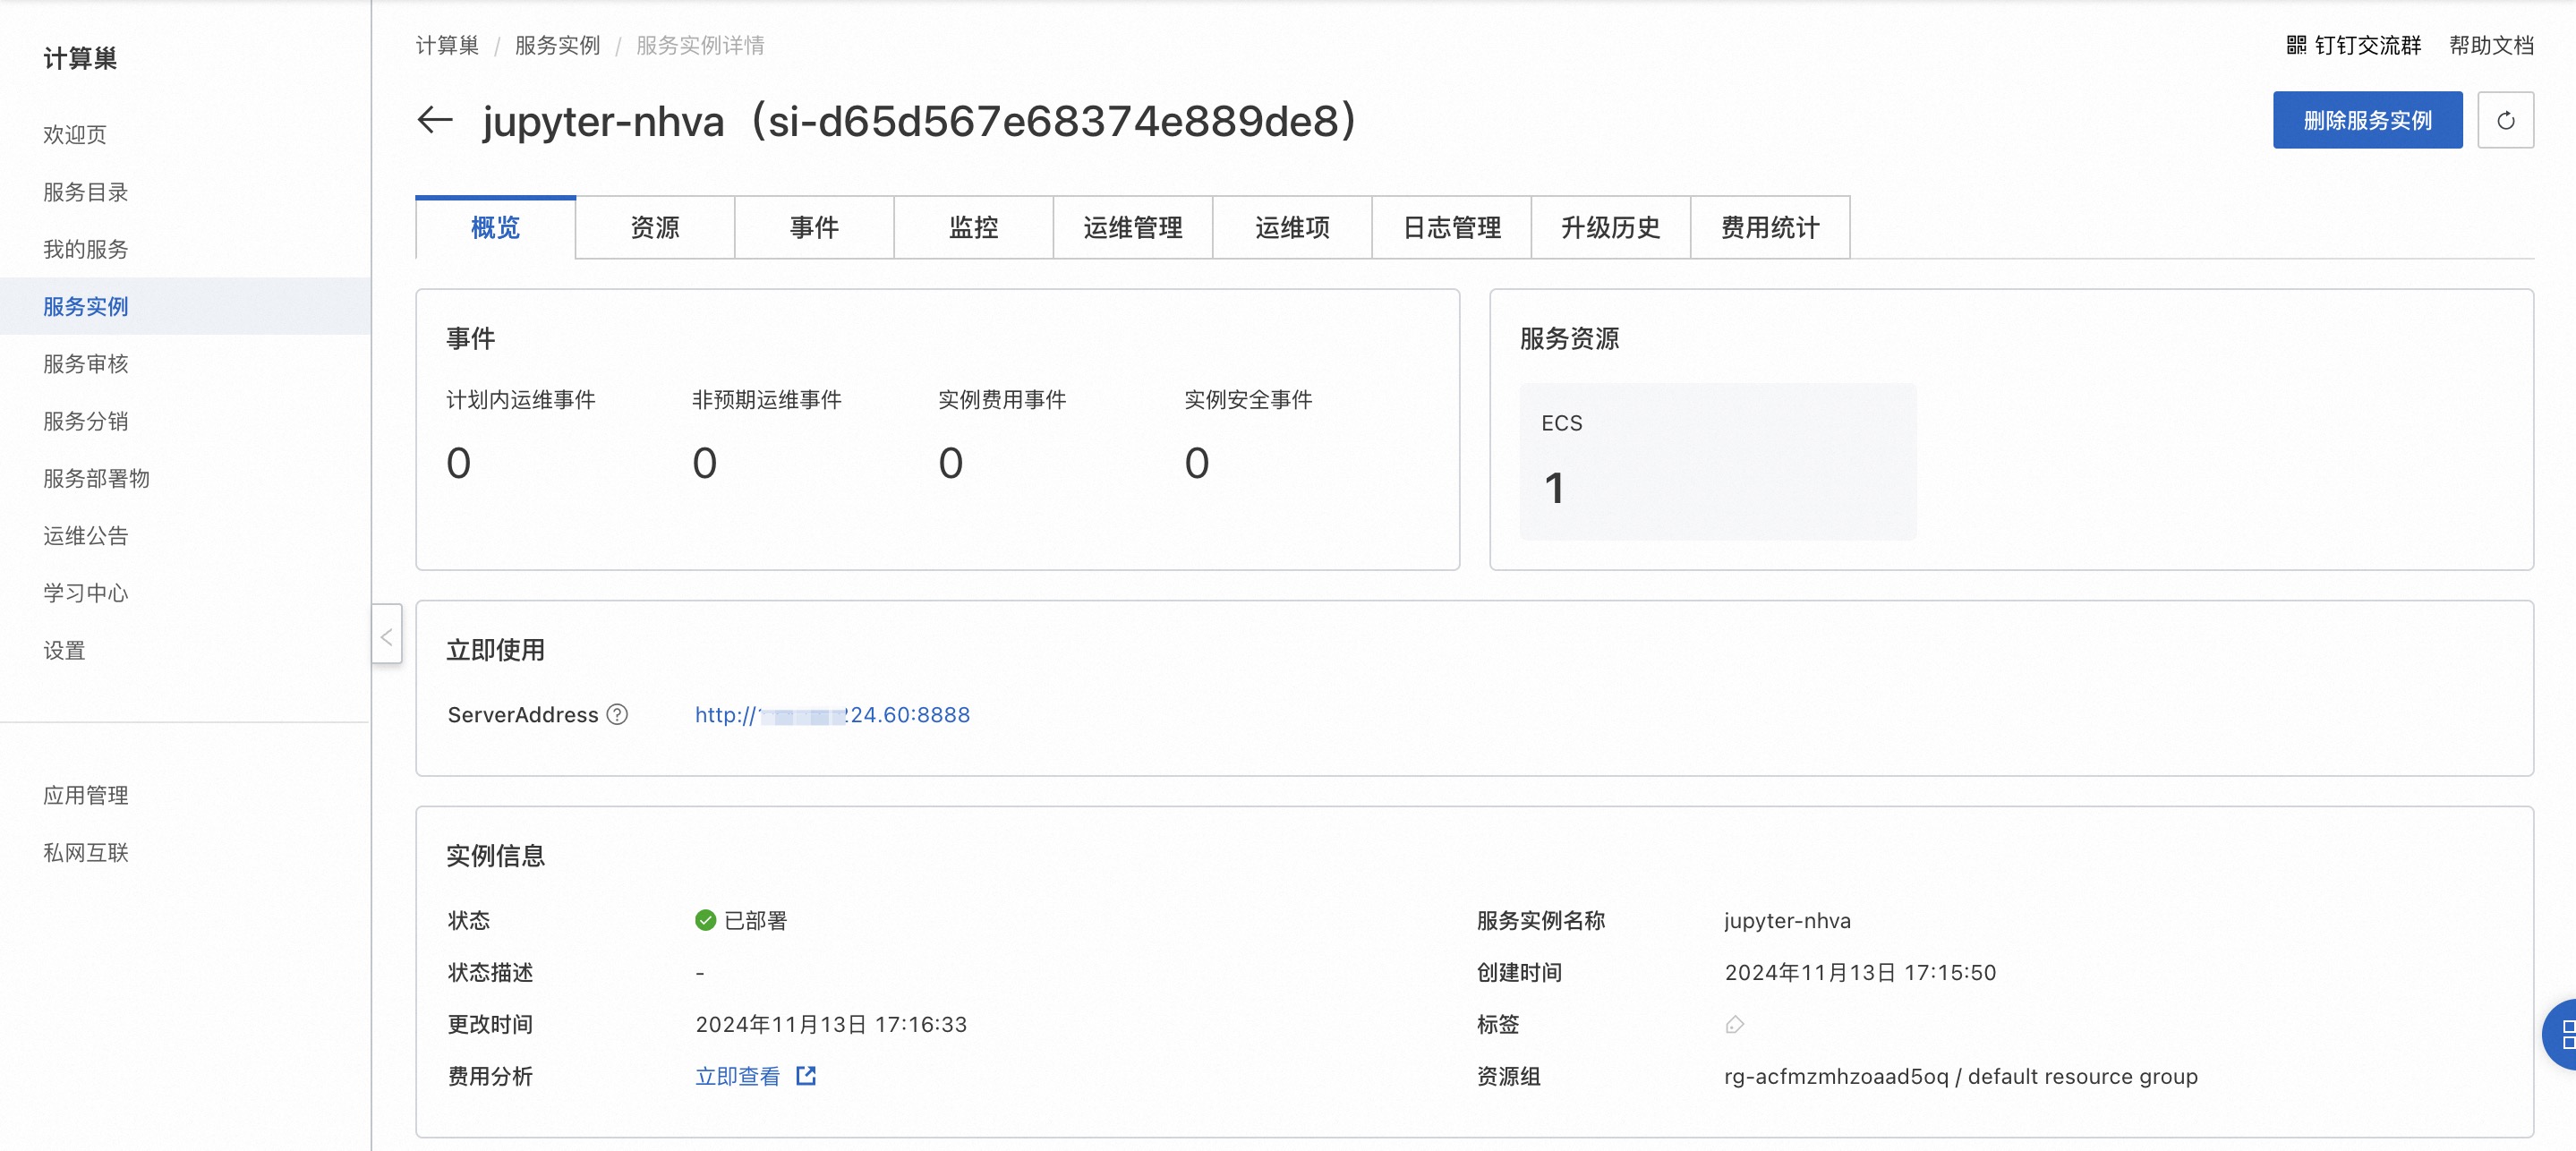 计算巢
欢迎页
服务目录
我的服务
服务实例
服务审核
服务分销
服务部署物
运维公告
学习中心
设置
应用管理
私网互联
计算巢 / 服务实例 / 服务实例详情
钉钉交流群 帮助文档
jupyter-nhva（si-d65d567e68374e889de8）
删除服务实例
概览 资源 事件 监控 运维管理 运维项 日志管理 升级历史 费用统计
事件
计划内运维事件 非预期运维事件 实例费用事件 实例安全事件
0 0 0 0
服务资源
ECS
1
立即使用
ServerAddress http:// 24.60:8888
实例信息
状态 已部署 服务实例名称 jupyter-nhva
状态描述 - 创建时间 2024年11月13日 17:15:50
更改时间 2024年11月13日 17:16:33 标签
费用分析 立即查看 资源组 rg-acfmzmhzoaad5oq / default resource group